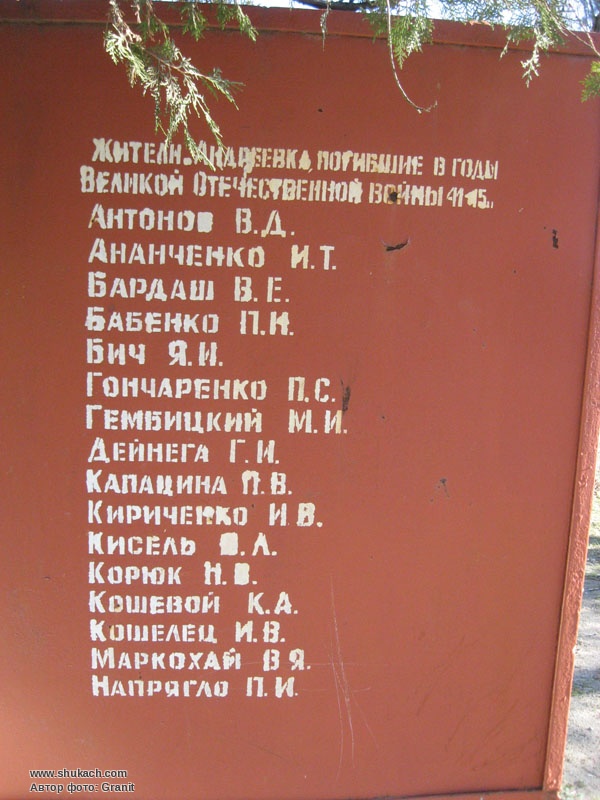 Жители с. Андреевка, погибшие в годы
Великой Отечественной войны 41-45г.
Антонов В.Д.
Ананченко И.Т.
Бардаш В.Е.
Бабенко П.И.
Бич Я.И.
Гончаренко П.С.
Гембицкий М.И.
Дейнега Г.И.
Капацина П.В.
Кириченко И.В.
Кисель В.Л.
Корюк Н.В.
Кошевой К.А.
Кошелец И.В.
Маркохай В.Я.
Напрягло П.И.
www.shukach.com
Автор фото: Granit